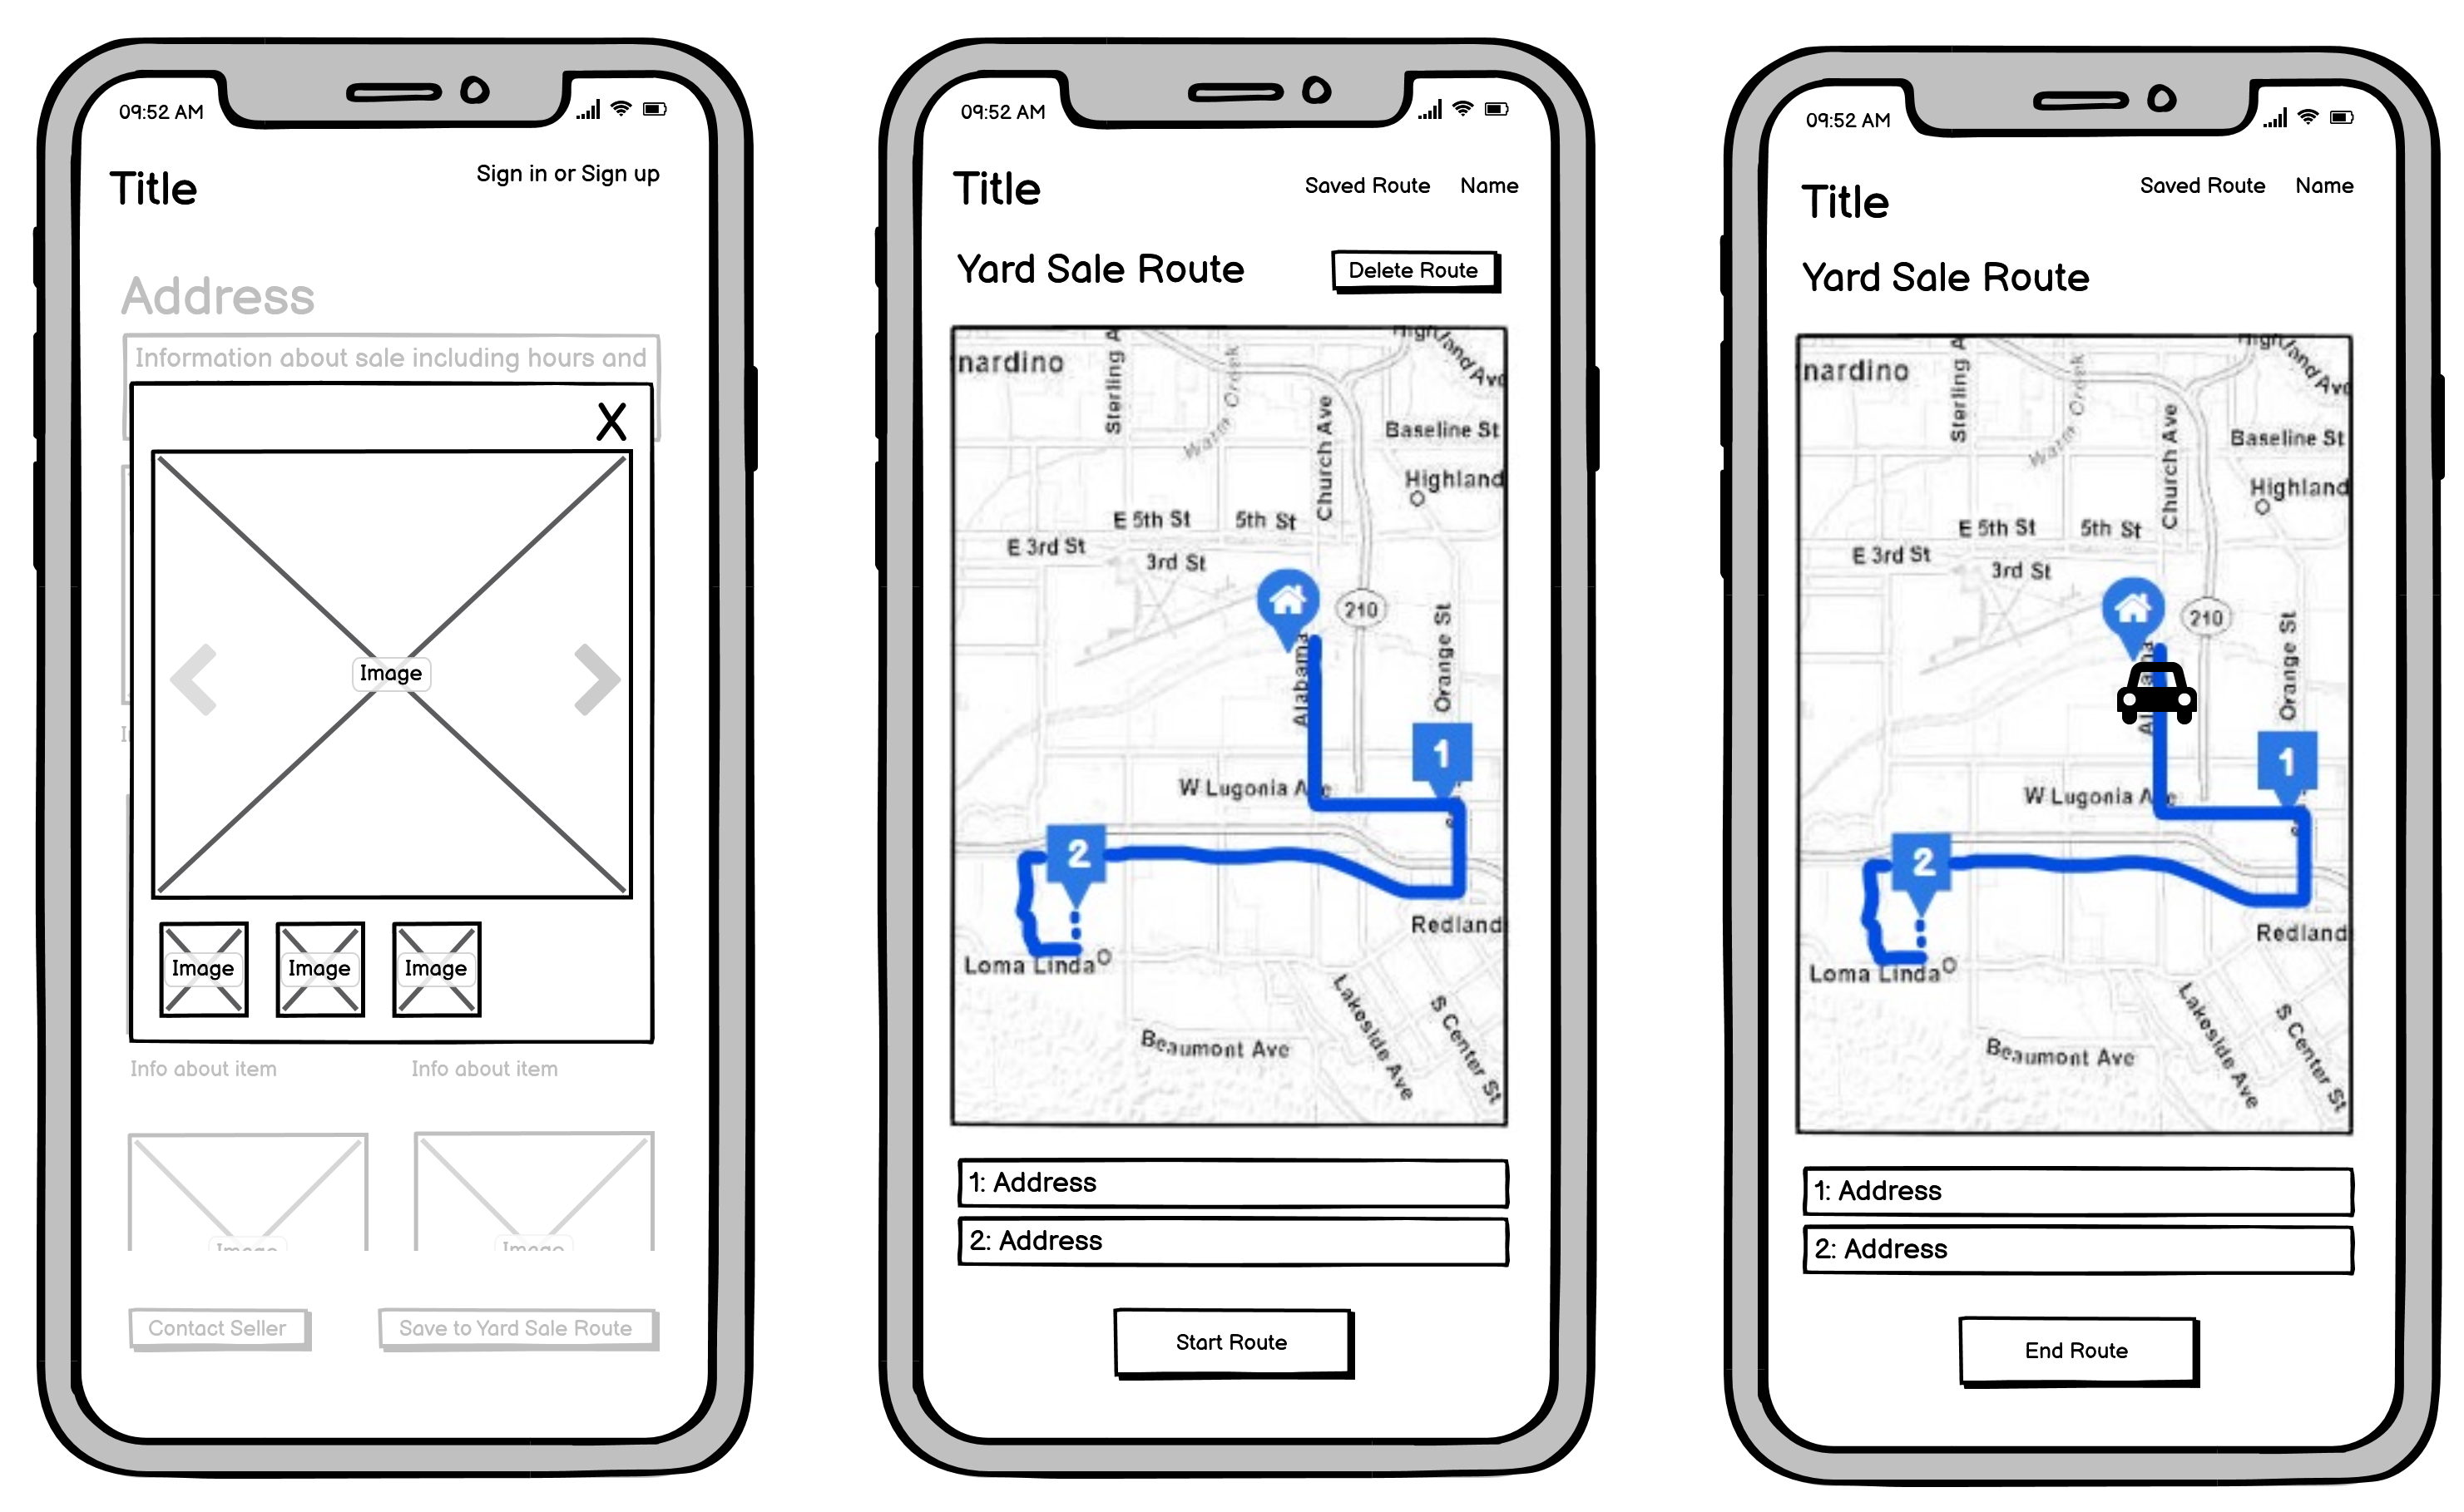 09:52 AM
Title
Sign in or Sign up
Address
Information about sale including hours and
X
Image
Image
Image
Image
Info about item
Info about item
Contact Seller
Save to Yard Sale Route
09:52 AM
Title
Saved Route
Name
Yard Sale Route
Delete Route
nardino
Sterling A
Warm Creek
Highland Ave
Church Ave
Baseline St
Highland
E 5th St
5th St
E 3rd St
3rd St
210
Alabama
Orange St
1
W Lugonia Ave
2
Redland
Loma Linda
Lakeside Ave
S Center St
Beaumont Ave
1: Address
2: Address
Start Route
09:52 AM
Title
Saved Route
Name
Yard Sale Route
nardino
Sterling A
Warm Creek
Highland Ave
Church Ave
Baseline St
Highland
E 5th St
5th St
E 3rd St
3rd St
210
Orange St
1
W Lugonia Ave
2
Redland
Loma Linda
Lakeside Ave
S Center St
Beaumont Ave
1: Address
2: Address
End Route